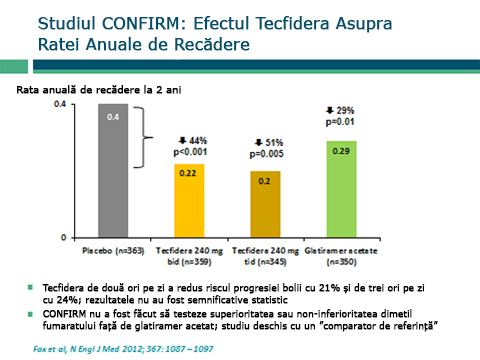 Studiul CONFIRM: Efectul Tecfidera Asupra
Ratei Anuale de Recădere
Rata anuală de recădere la 2 ani
0.4
0.4
44%
p<0.001
0.22
51%
p=0.005
0.2
29%
p=0.01
0.29
0
Placebo (n=363)
Tecfidera 240 mg
bid (n=359)
Tecfidera 240 mg
tid (n=345)
Glatiramer acetate
(n=350)
Tecfidera de două ori pe zi a redus riscul progresiei bolii cu 21% și de trei ori pe zi
cu 24%; rezultatele nu au fost semnificative statistic
CONFIRM nu a fost făcut să testeze superioritatea sau non-inferioritatea dimetil
fumaratului față de glatiramer acetat; studiu deschis cu un "comparator de referință"
Fox et al, N Engl J Med 2012; 367: 1087 –1097